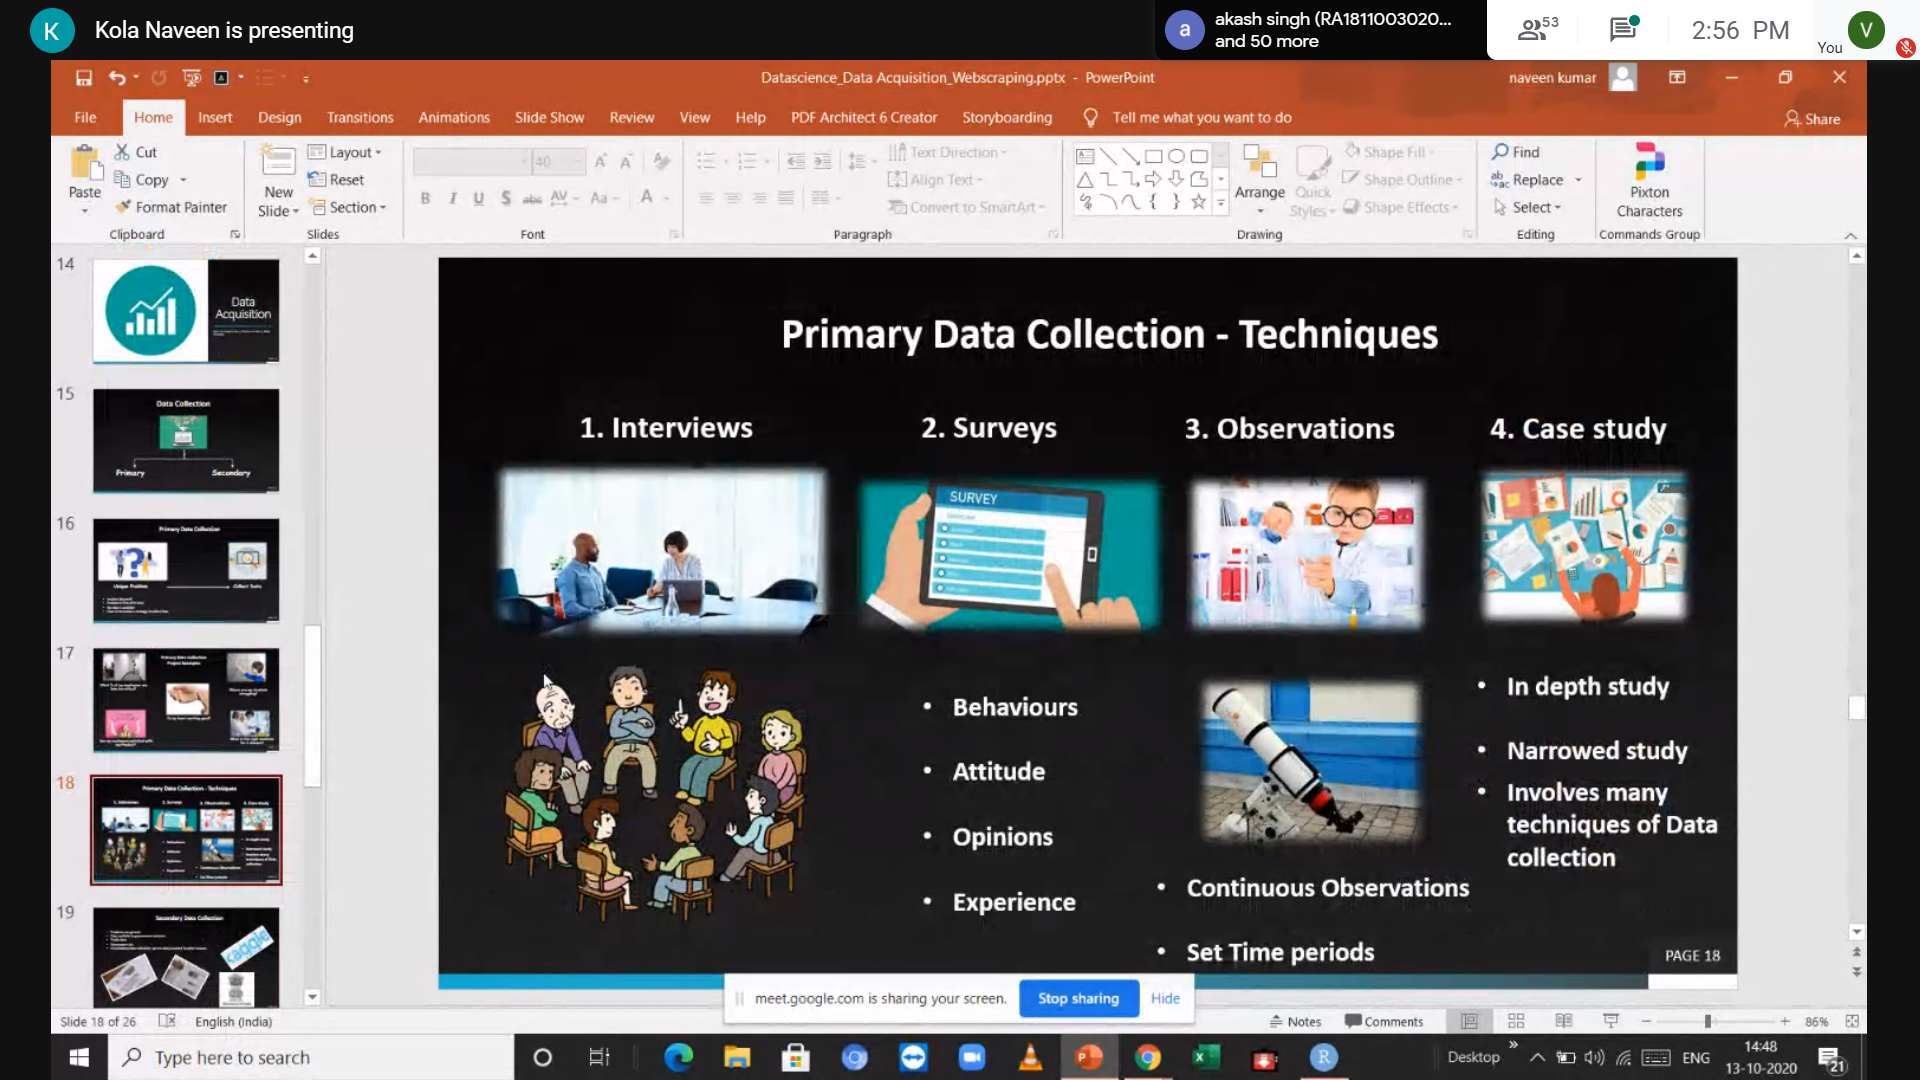 K
Kola Naveen is presenting
a
akash singh (RA1811003020...
and 50 more
53
2:56 PM
You
V
Datascience_Data Acquisition_Webscraping.pptx - PowerPoint
naveen kumar
File Home Insert Design Transitions Animations Slide Show Review View Help PDF Architect 6 Creator Storyboarding Tell me what you want to do
Share
Paste
Cut
Copy
Format Painter
Clipboard
New
Slide
Layout
Reset
Section
Slides
40
Font
Text Direction
Align Text
Convert to SmartArt
Paragraph
Arrange
Quick
Styles
Shape Fill
Shape Outline
Shape Effects
Drawing
Find
Replace
Select
Editing
Pixton
Characters
Commands Group
14
Data
Acquisition
15
Data Collection
Primary
Secondary
16
Primary Data Collection
Unique Problem
Collect Data
17
18
Primary Data Collection - Techniques
19
Secondary Data Collection
kaggle
Primary Data Collection - Techniques
1. Interviews
2. Surveys
3. Observations
4. Case study
SURVEY
• Behaviours
• Attitude
• Opinions
• Experience
• Continuous Observations
• Set Time periods
• In depth study
• Narrowed study
• Involves many
techniques of Data
collection
PAGE 18
meet.google.com is sharing your screen.
Stop sharing
Hide
Slide 18 of 26
English (India)
Notes
Comments
86%
Type here to search
Desktop
ENG
14:48
13-10-2020
21